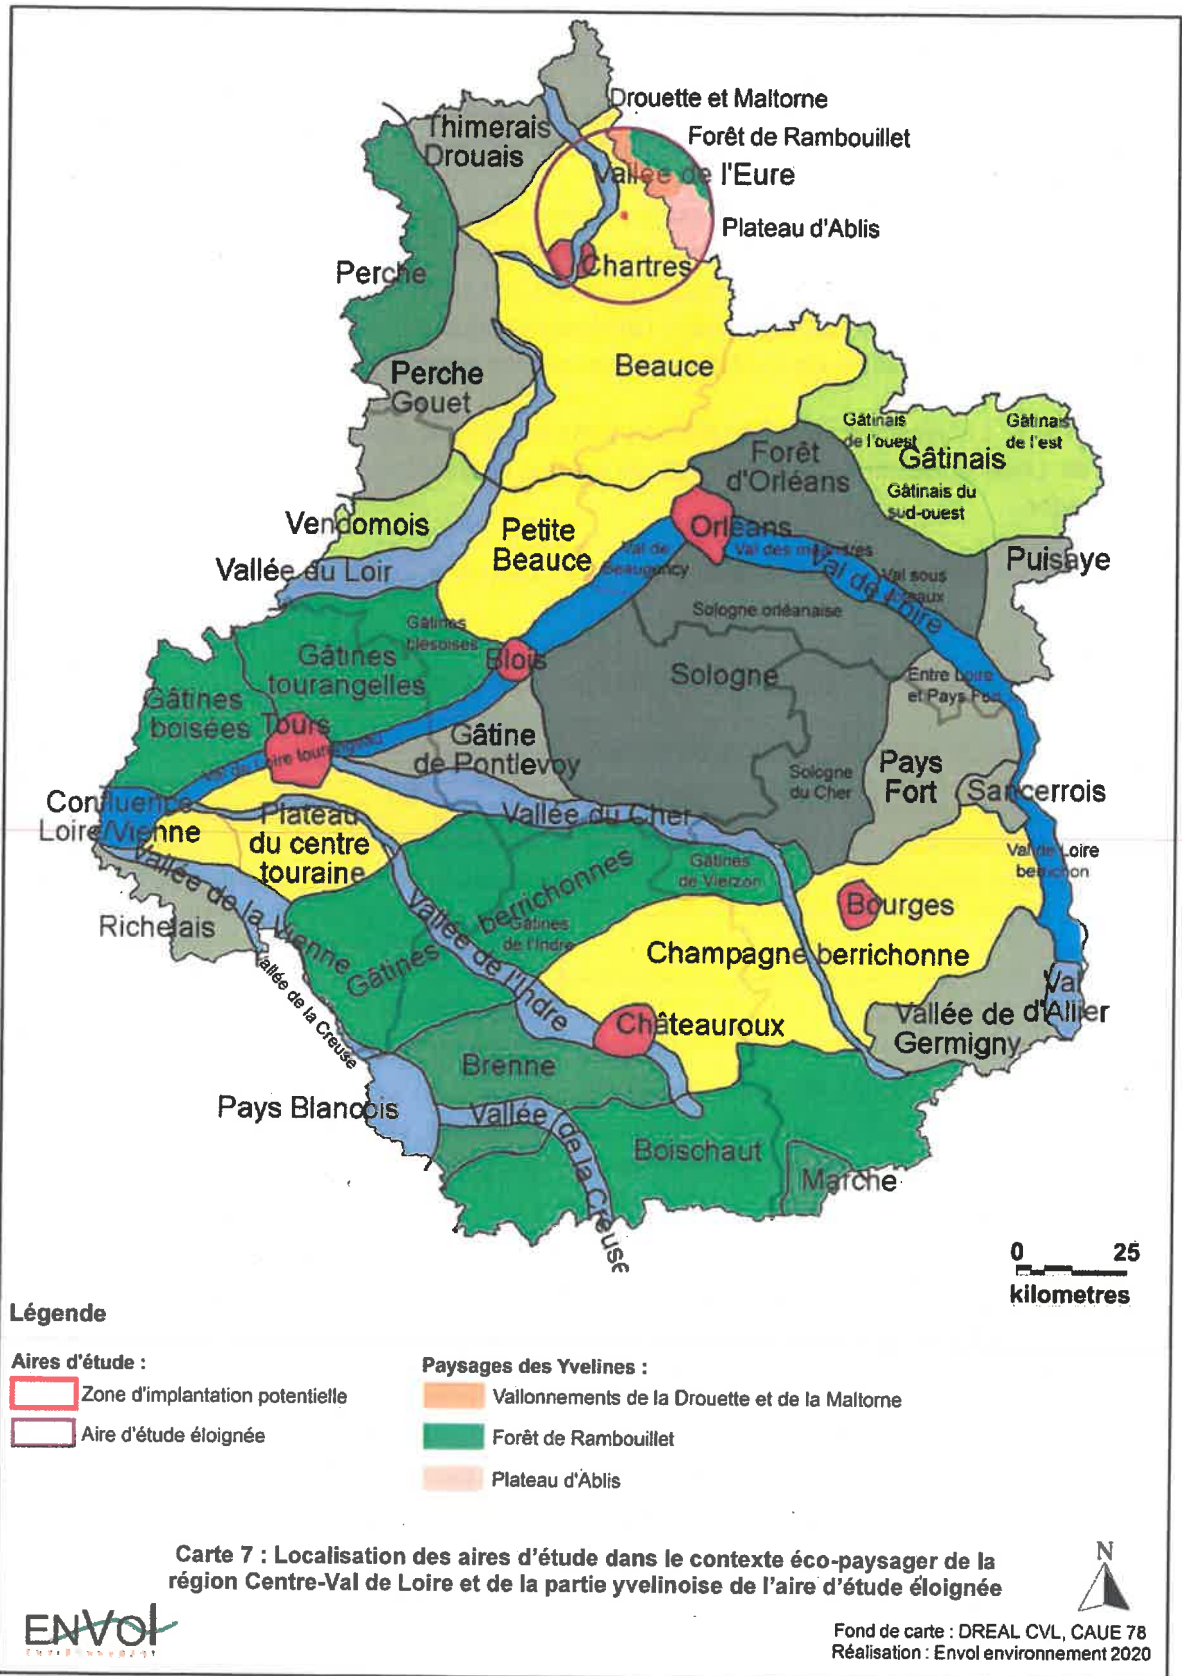 Drouette et Maltorne
Thimerais
Drouais
Forêt de Rambouillet
Vallée de l'Eure
Plateau d'Ablis
Perche
Chartres
Beauce
Perche
Gouet
Gâtinais
de l'ouest
Gâtinais
de l'est
Gâtinais
Forêt
d'Orléans
Gâtinais du
sud-ouest
Vendomois
Petite
Beauce
Orléans
Val de
Beaugency
Val des méandres
Val de Loire
Val sous
coteaux
Puisaye
Vallée du Loir
Sologne orléanaise
Gâtines
blésoises
Blois
Gâtines
tourangelles
Sologne
Entre Loire
et Pays Fort
Gâtines
boisées
Tours
Val de Loire tourangeau
Gâtine
de Pontlevoy
Sologne
du Cher
Pays
Fort
Sancerrois
Confluence
Loire/Vienne
Plateau
du centre
touraine
Vallée du Cher
Val de Loire
berrichon
Vallée de la Vienne
Gâtines berrichonnes
Gâtines
de Vierzon
Richelais
Vallée de l'Indre
Gâtines
de l'Indre
Bourges
Champagne berrichonne
Vallée de la Creuse
Châteauroux
Val
d'Allier
Vallée de
Germigny
Brenne
Pays Blancois
Vallée de la Creuse
Boischaut
Marche
0 25
kilometres
Légende
Aires d'étude :
Zone d'implantation potentielle
Aire d'étude éloignée
Paysages des Yvelines :
Vallonnements de la Drouette et de la Maltorne
Forêt de Rambouillet
Plateau d'Ablis
Carte 7 : Localisation des aires d'étude dans le contexte éco-paysager de la
région Centre-Val de Loire et de la partie yvelinoise de l'aire d'étude éloignée
N
ENVOl
Environnement
Fond de carte : DREAL CVL, CAUE 78
Réalisation : Envol environnement 2020